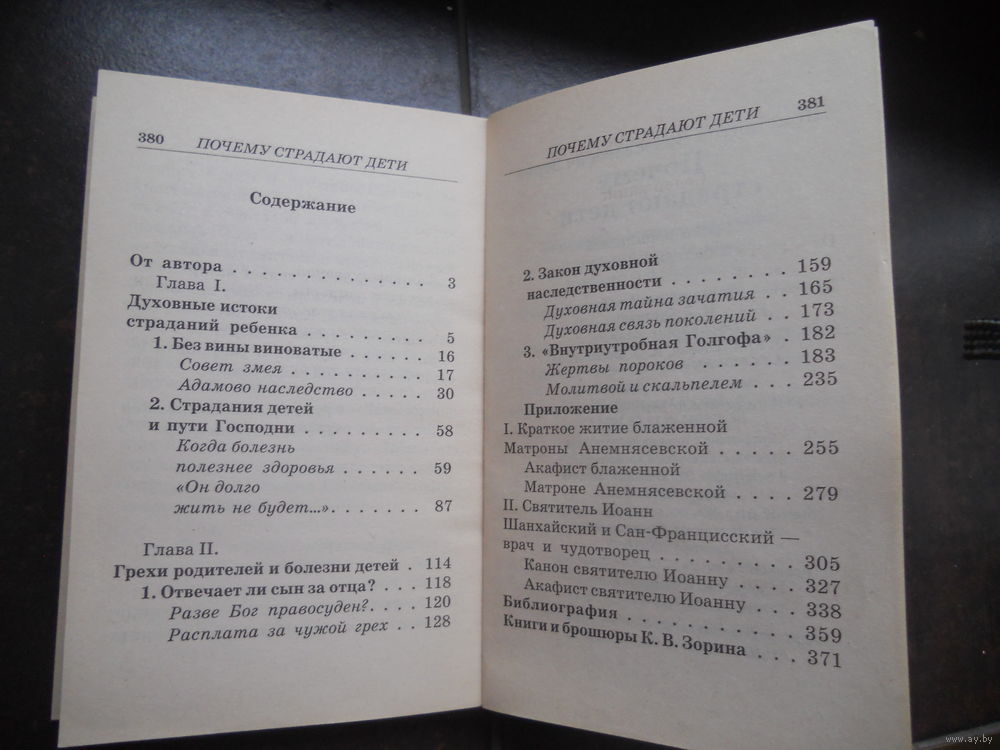 380
ПОЧЕМУ СТРАДАЮТ ДЕТИ
Содержание
От автора . . . . . . . . . . . . . 3
Глава I.
Духовные истоки
страданий ребенка . . . . . . . . 5
1. Без вины виноватые . . . . . . 16
Совет змея . . . . . . . . . . 17
Адамово наследство . . . . . 30
2. Страдания детей
и пути Господни . . . . . . . . . 58
Когда болезнь
полезнее здоровья . . . . . . 59
«Он долго
жить не будет...». . . . . . . . 87
Глава II.
Грехи родителей и болезни детей . 114
1. Отвечает ли сын за отца? . . . 118
Разве Бог правосуден?. . . . 120
Расплата за чужой грех . . 128
ПОЧЕМУ СТРАДАЮТ ДЕТИ
381
2. Закон духовной
наследственности . . . . . . . 159
Духовная тайна зачатия . . 165
Духовная связь поколений . . 173
3. «Внутриутробная Голгофа» . 182
Жертвы пороков . . . . . . 183
Молитвой и скальпелем . . . 235
Приложение
I. Краткое житие блаженной
Матроны Анемнясевской . . . . . 255
Акафист блаженной
Матроне Анемнясевской . . . . 279
II. Святитель Иоанн
Шанхайский и Сан-Францисский —
врач и чудотворец . . . . . . . . 305
Канон святителю Иоанну . . . 327
Акафист святителю Иоанну . . . 338
Библиография . . . . . . . . . . . 359
Книги и брошюры К. В. Зорина . . . 371
www.ay.by